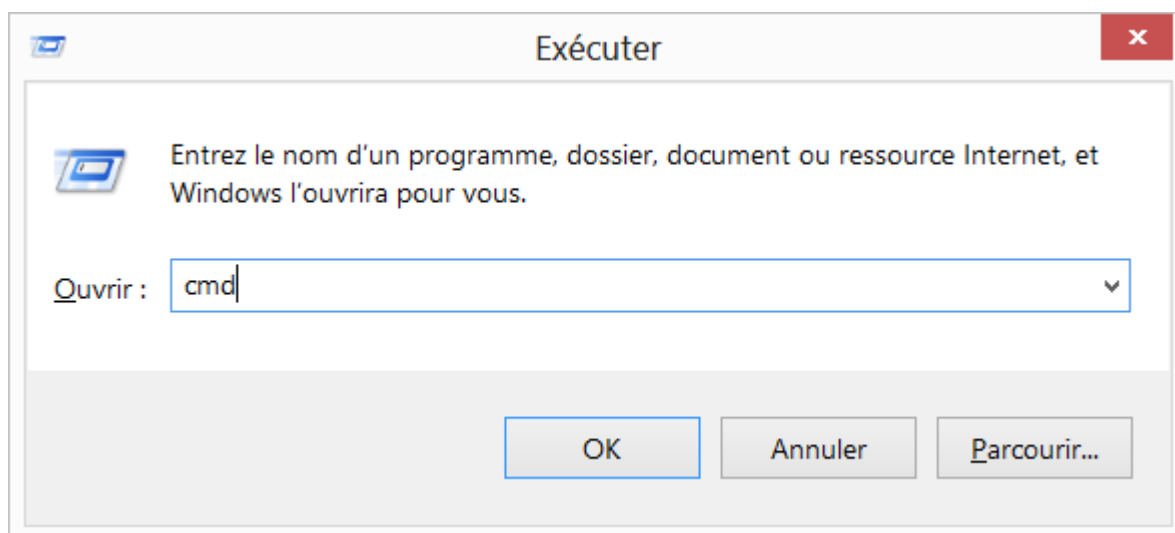 Exécuter
Entrez le nom d'un programme, dossier, document ou ressource Internet, et
Windows l'ouvrira pour vous.
Ouvrir : cmd
OK Annuler Parcourir...